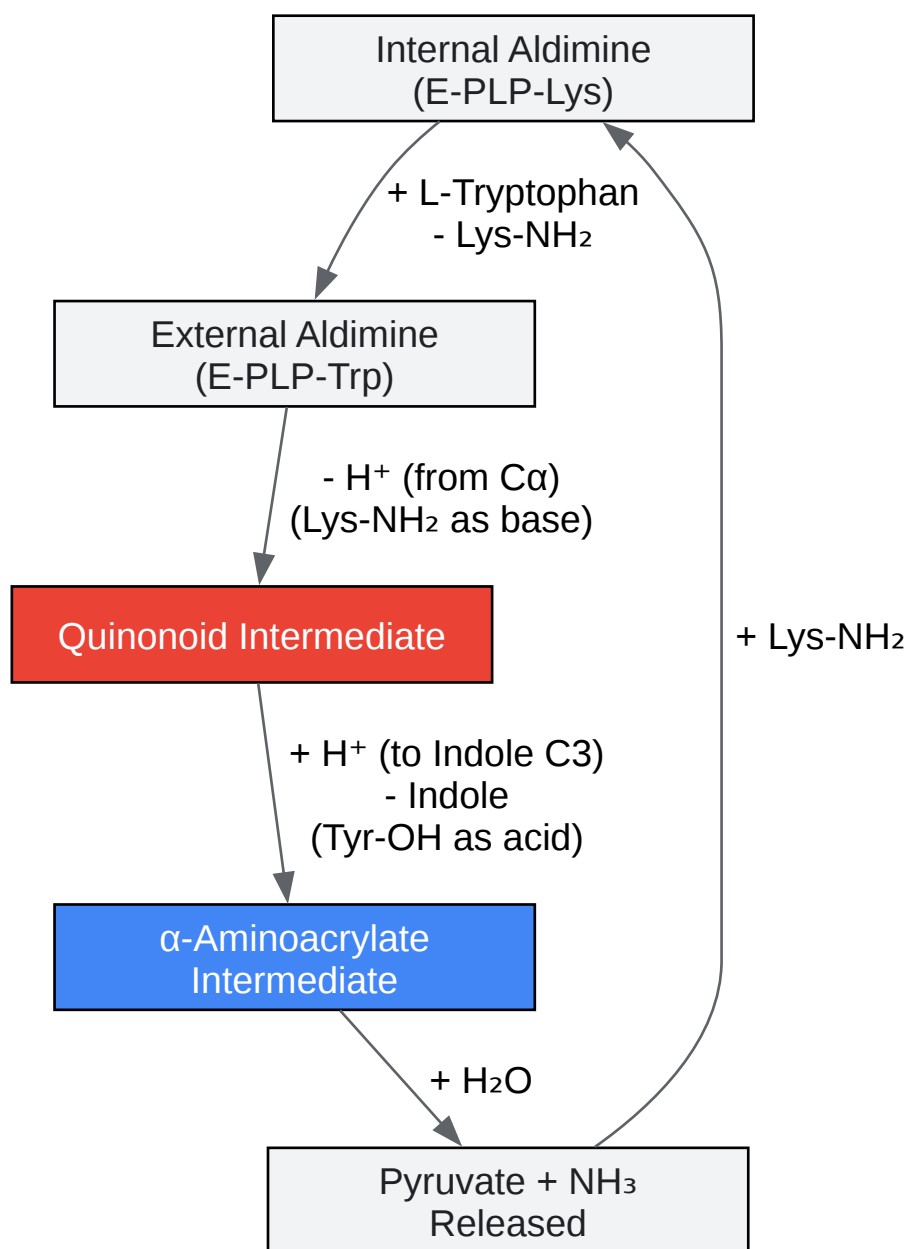 Internal Aldimine
(E-PLP-Lys)
+ L-Tryptophan
- Lys-NH₂
External Aldimine
(E-PLP-Trp)
- H⁺ (from Cα)
(Lys-NH₂ as base)
Quinonoid Intermediate
+ Lys-NH₂
+ H⁺ (to Indole C3)
- Indole
(Tyr-OH as acid)
α-Aminoacrylate
Intermediate
+ H₂O
Pyruvate + NH₃
Released